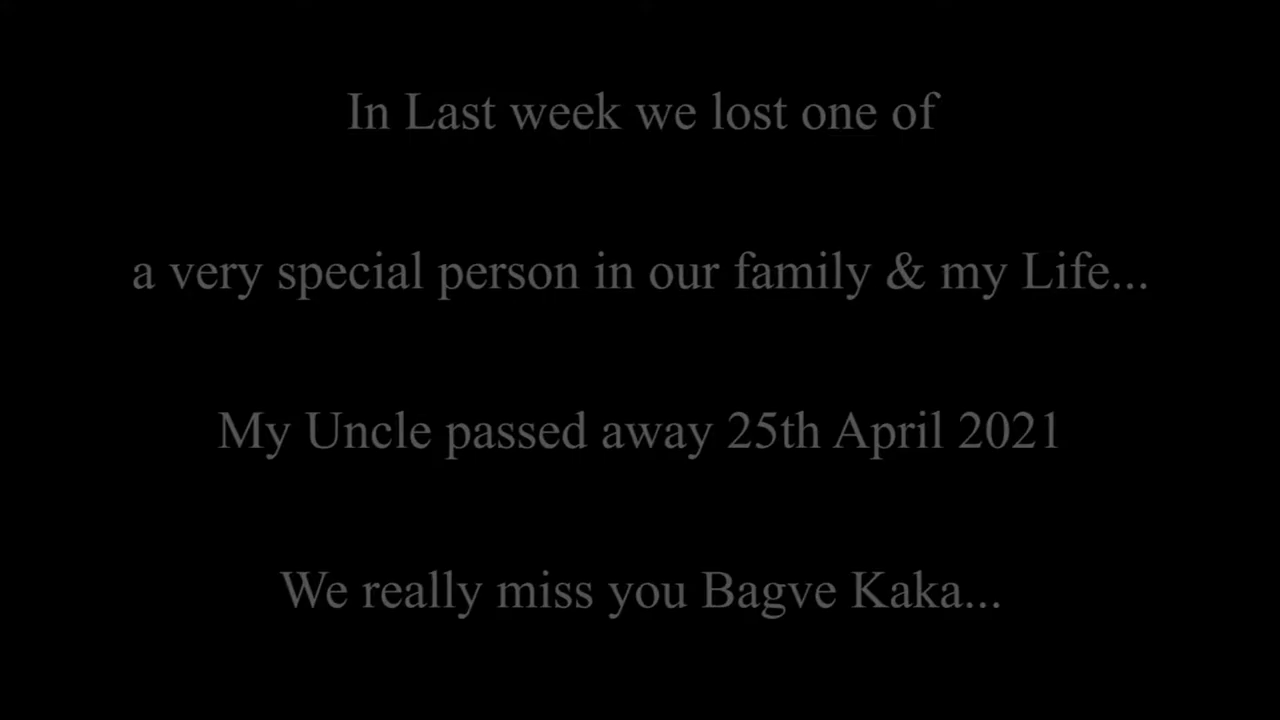 In Last week we lost one of
a very special person in our family & my Life...
My Uncle passed away 25th April 2021
We really miss you Bagve Kaka...